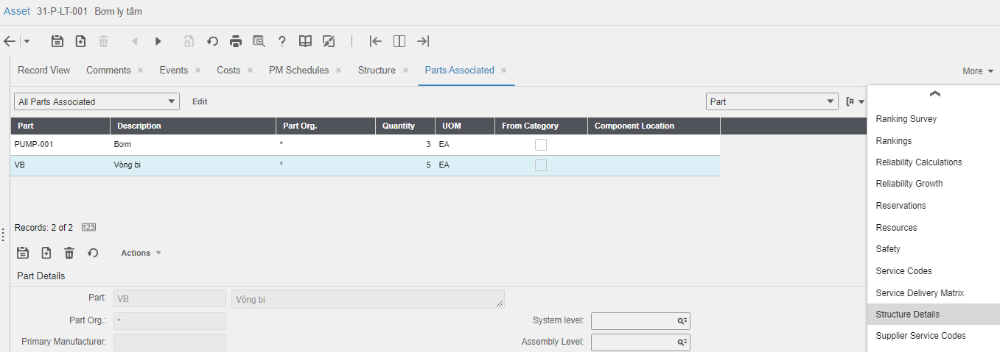 Asset 31-P-LT-001 Bơm ly tâm
Record View Comments × Events × Costs × PM Schedules × Structure × Parts Associated × More
All Parts Associated Edit Part
Part Description Part Org. Quantity UOM From Category Component Location
PUMP-001 Bơm * 3 EA
VB Vòng bi * 5 EA
Records: 2 of 2 123
Actions
Part Details
Part: VB Vòng bi
Part Org.: * System level:
Primary Manufacturer: Assembly Level:
Ranking Survey
Rankings
Reliability Calculations
Reliability Growth
Reservations
Resources
Safety
Service Codes
Service Delivery Matrix
Structure Details
Supplier Service Codes